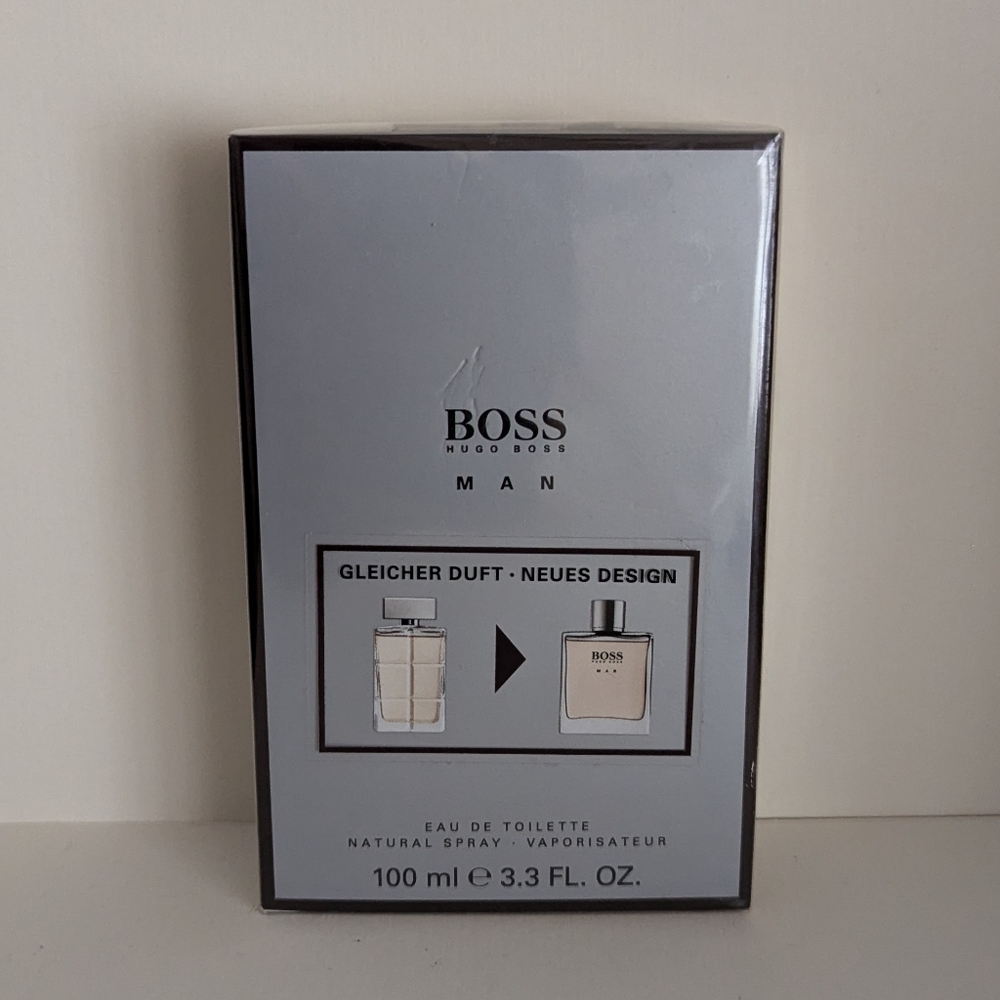 BOSS
HUGO BOSS
MAN
GLEICHER DUFT · NEUES DESIGN
BOSS
HUGO BOSS
MAN
EAU DE TOILETTE
NATURAL SPRAY · VAPORISATEUR
100 ml ℮ 3.3 FL. OZ.